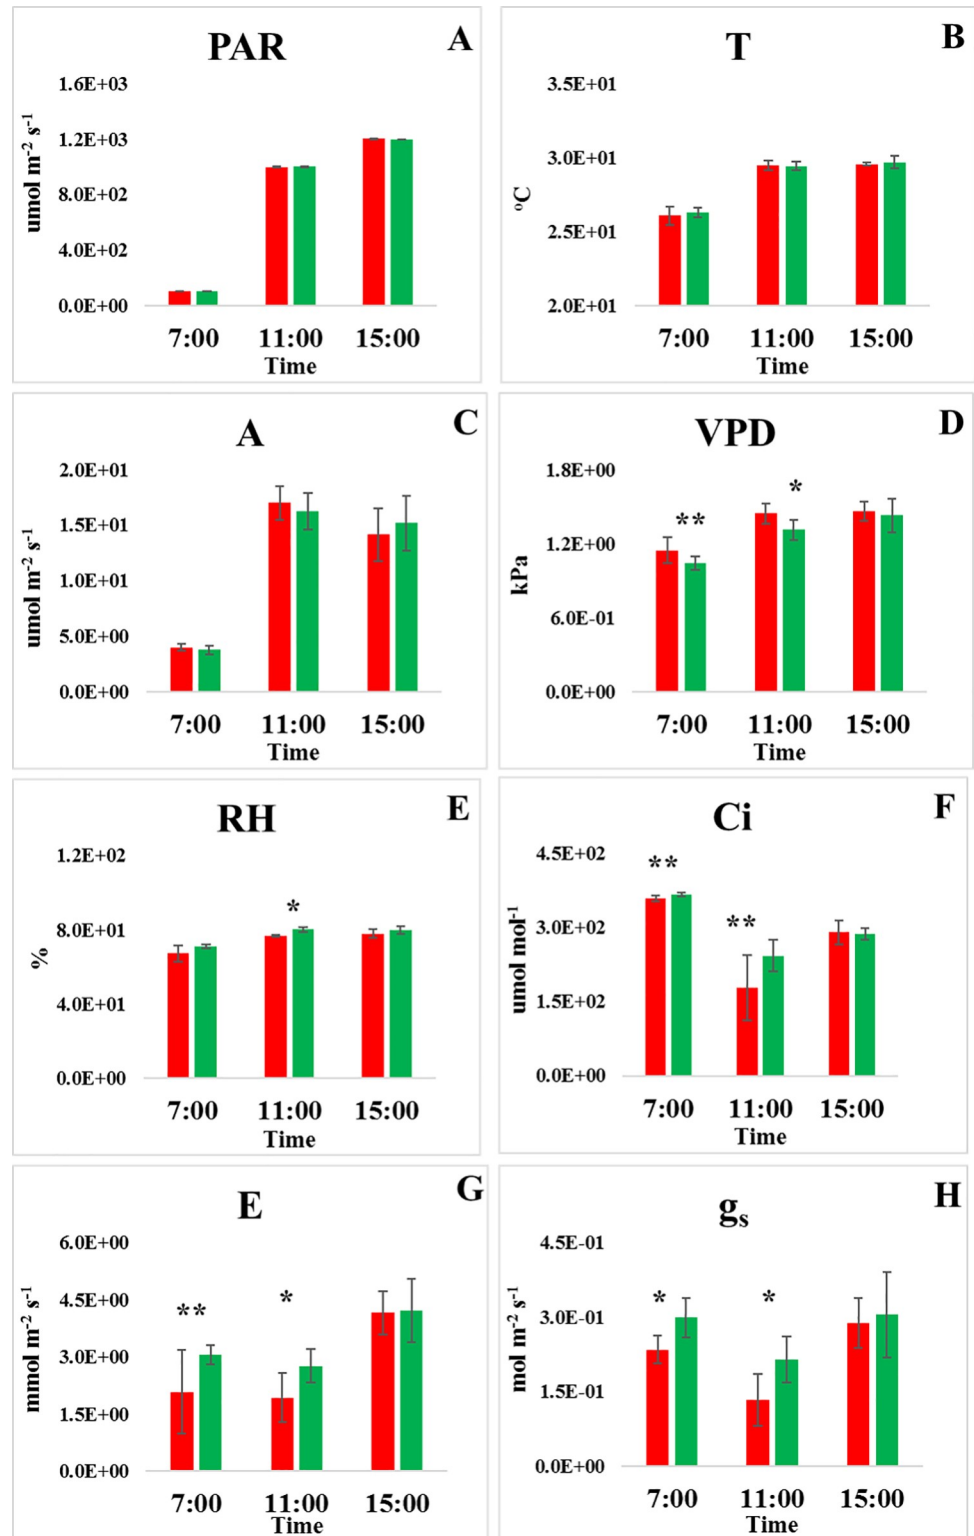 PAR A
1.6E+03
1.2E+03
8.0E+02
4.0E+02
0.0E+00
umol m⁻² s⁻¹
7:00 11:00 15:00
Time
T B
3.5E+01
3.0E+01
2.5E+01
2.0E+01
°C
7:00 11:00 15:00
Time
A C
2.0E+01
1.5E+01
1.0E+01
5.0E+00
0.0E+00
umol m⁻² s⁻¹
7:00 11:00 15:00
Time
VPD D
1.8E+00
1.2E+00
6.0E-01
0.0E+00
kPa
** *
7:00 11:00 15:00
Time
RH E
1.2E+02
8.0E+01
4.0E+01
0.0E+00
%
*
7:00 11:00 15:00
Time
Ci F
4.5E+02
3.0E+02
1.5E+02
0.0E+00
umol mol⁻¹
** **
7:00 11:00 15:00
Time
E G
6.0E+00
4.5E+00
3.0E+00
1.5E+00
0.0E+00
mmol m⁻² s⁻¹
** *
7:00 11:00 15:00
Time
gₛ H
4.5E-01
3.0E-01
1.5E-01
0.0E+00
mol m⁻² s⁻¹
* *
7:00 11:00 15:00
Time